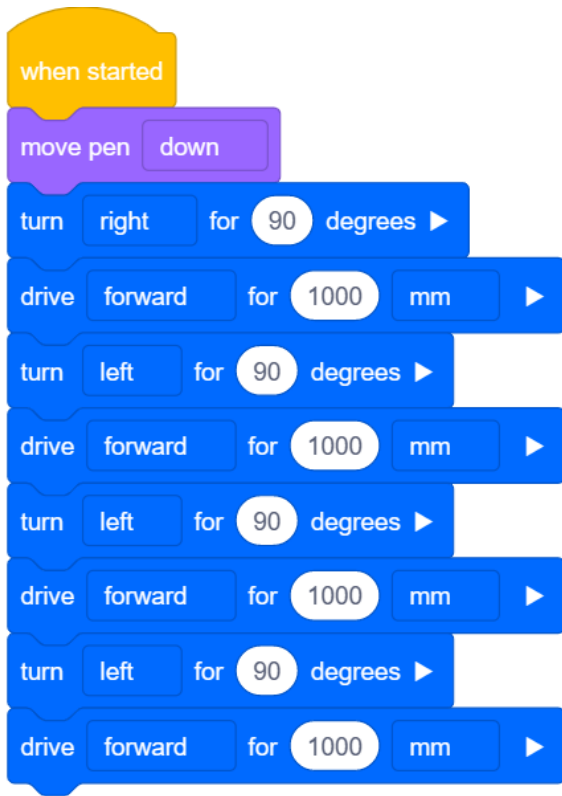 when started
move pen down
turn right for 90 degrees
drive forward for 1000 mm
turn left for 90 degrees
drive forward for 1000 mm
turn left for 90 degrees
drive forward for 1000 mm
turn left for 90 degrees
drive forward for 1000 mm